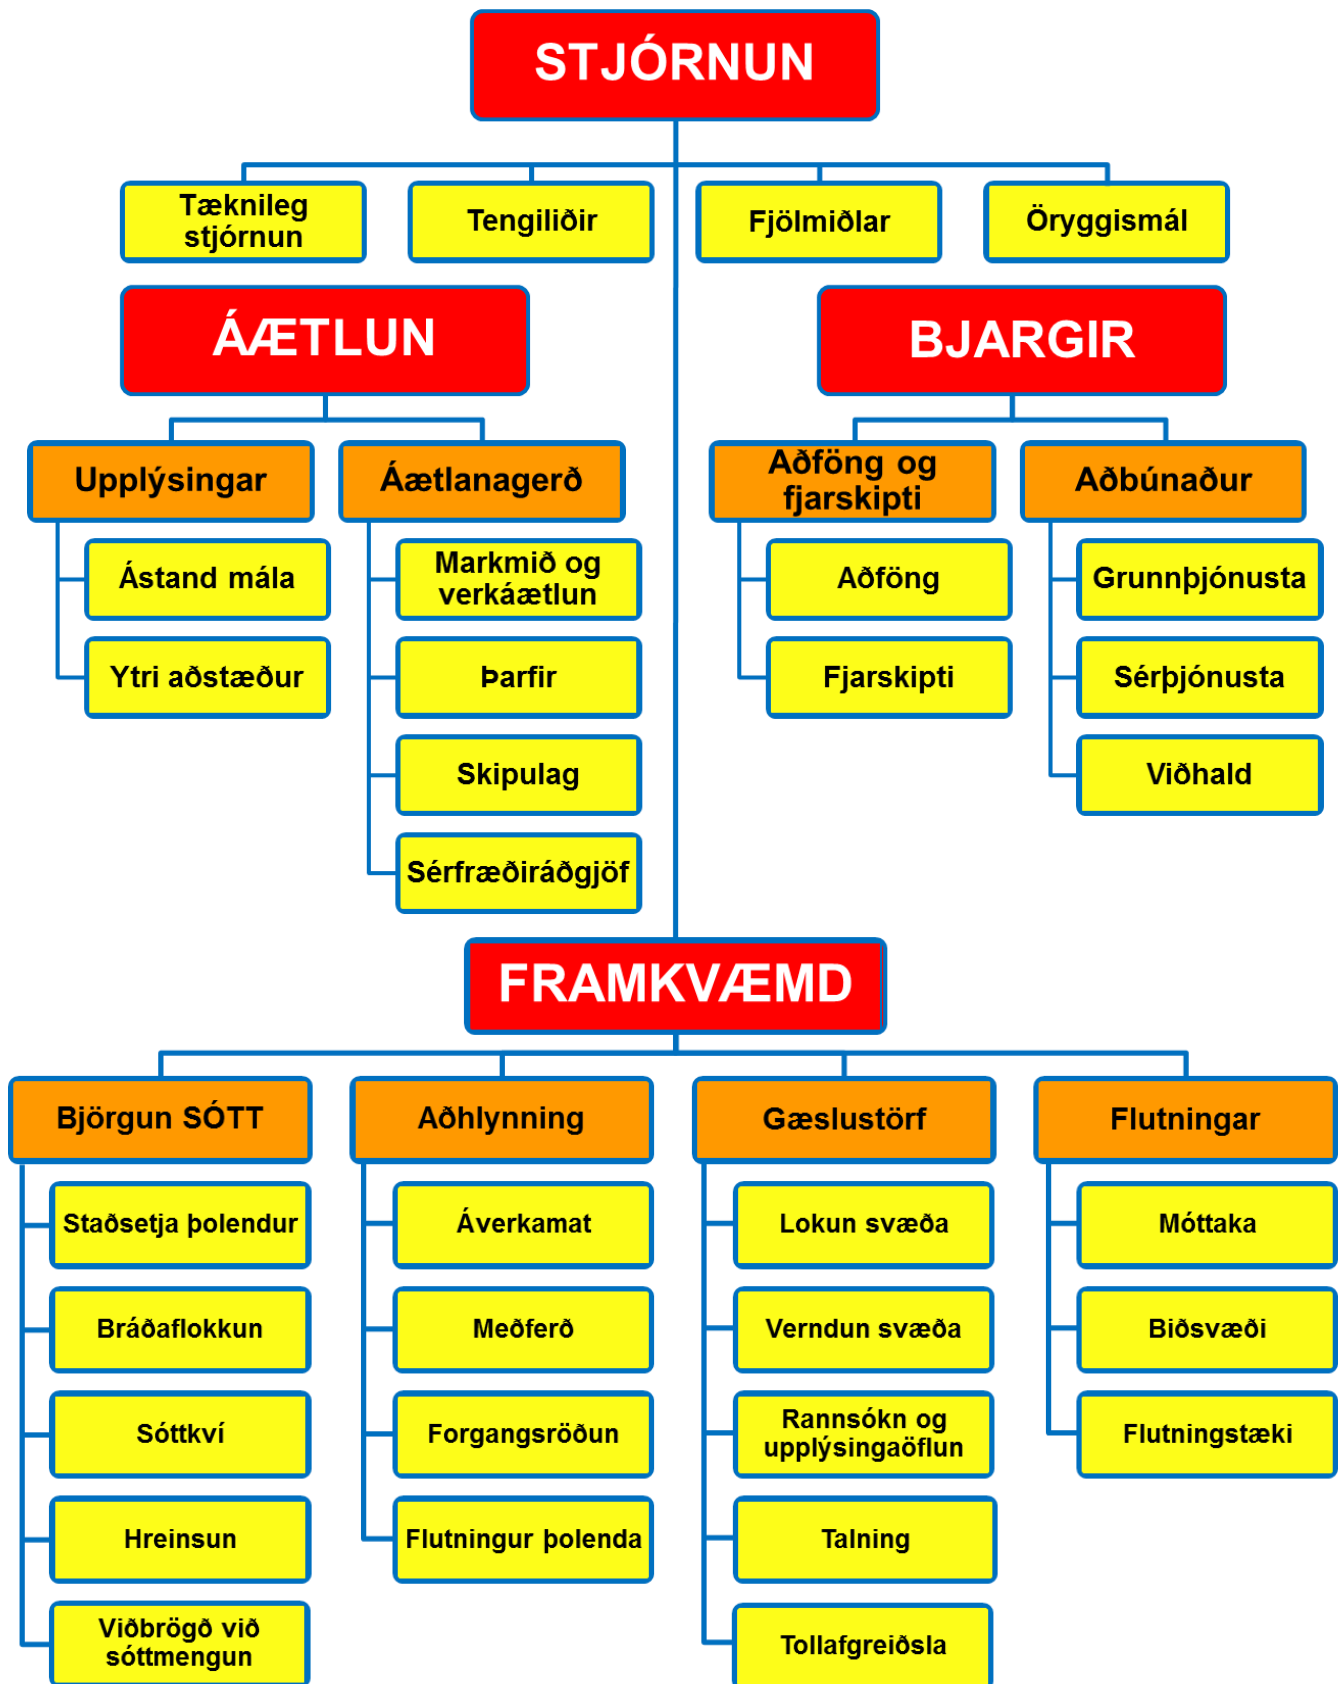 STJÓRNUN
Tæknileg
stjórnun
Tengiliðir
Fjölmiðlar
Öryggismál
ÁÆTLUN
BJARGIR
Upplýsingar
Áætlanagerð
Aðföng og
fjarskipti
Aðbúnaður
Ástand mála
Ytri aðstæður
Markmið og
verkáætlun
Þarfir
Skipulag
Sérfræðiráðgjöf
Aðföng
Fjarskipti
Grunnþjónusta
Sérþjónusta
Viðhald
FRAMKVÆMD
Björgun SÓTT
Aðhlynning
Gæslustörf
Flutningar
Staðsetja þolendur
Bráðaflokkun
Sóttkví
Hreinsun
Viðbrögð við
sóttmengun
Áverkamat
Meðferð
Forgangsröðun
Flutningur þolenda
Lokun svæða
Verndun svæða
Rannsókn og
upplýsingaöflun
Talning
Tollafgreiðsla
Móttaka
Biðsvæði
Flutningstæki